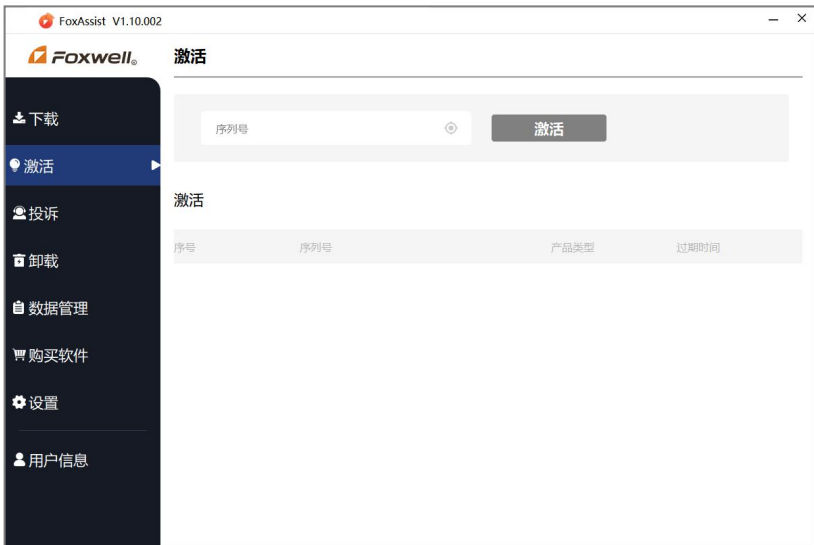 FoxAssist V1.10.002
Foxwell®
激活
下载
激活
投诉
卸载
数据管理
购买软件
设置
用户信息
序列号
激活
激活
序号 序列号 产品类型 过期时间